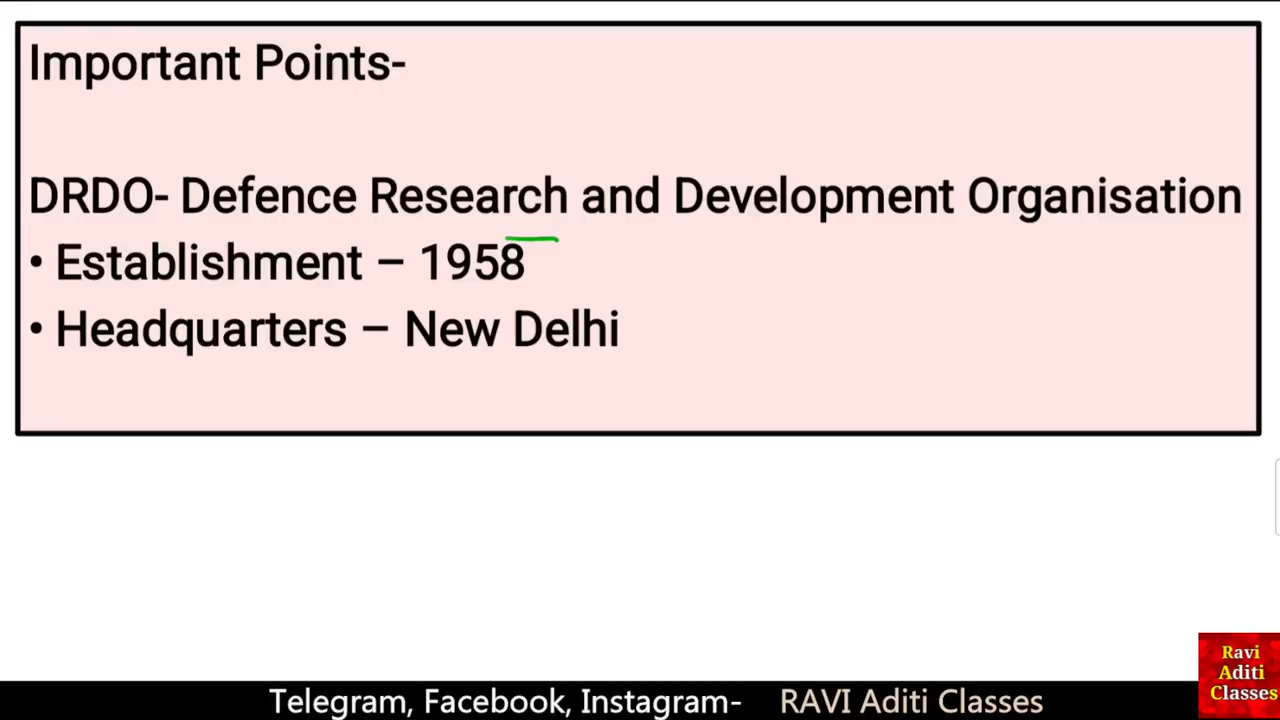 Important Points-
DRDO- Defence Research and Development Organisation
• Establishment – 1958
• Headquarters – New Delhi
Ravi
Aditi
Classes
Telegram, Facebook, Instagram- RAVI Aditi Classes